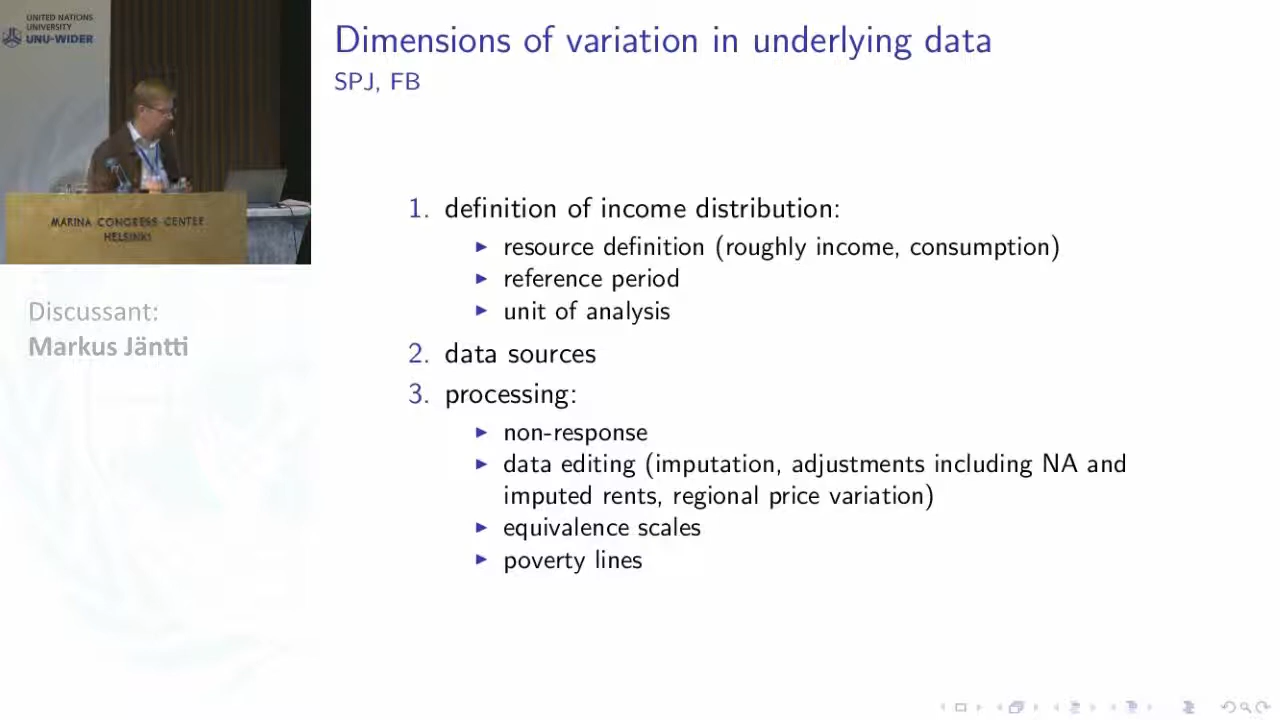 UNITED NATIONS
UNIVERSITY
UNU-WIDER
MARINA CONGRESS CENTER
HELSINKI
Discussant:
Markus Jäntti
Dimensions of variation in underlying data
SPJ, FB
1. definition of income distribution:
resource definition (roughly income, consumption)
reference period
unit of analysis
2. data sources
3. processing:
non-response
data editing (imputation, adjustments including NA and
imputed rents, regional price variation)
equivalence scales
poverty lines